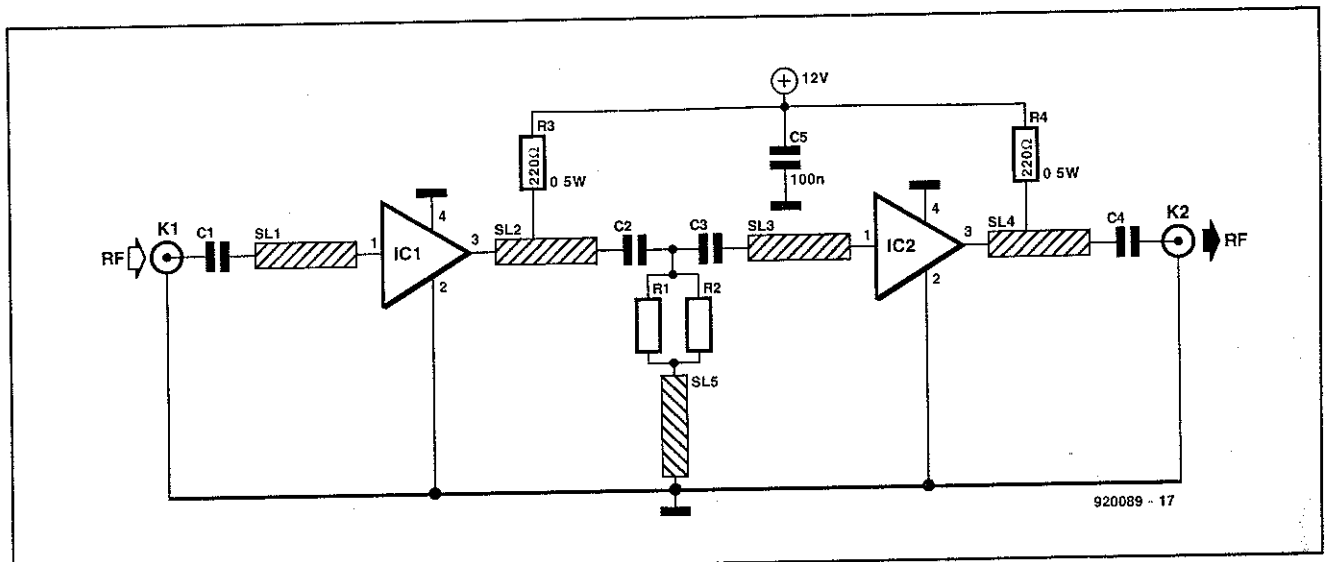 12V
R3
220Ω
0 5W
C5
100n
R4
220Ω
0 5W
K1
RF
C1
SL1
1
IC1
4
3
2
SL2
C2
C3
SL3
1
IC2
4
3
2
SL4
C4
K2
RF
R1
R2
SL5
920089 - 17